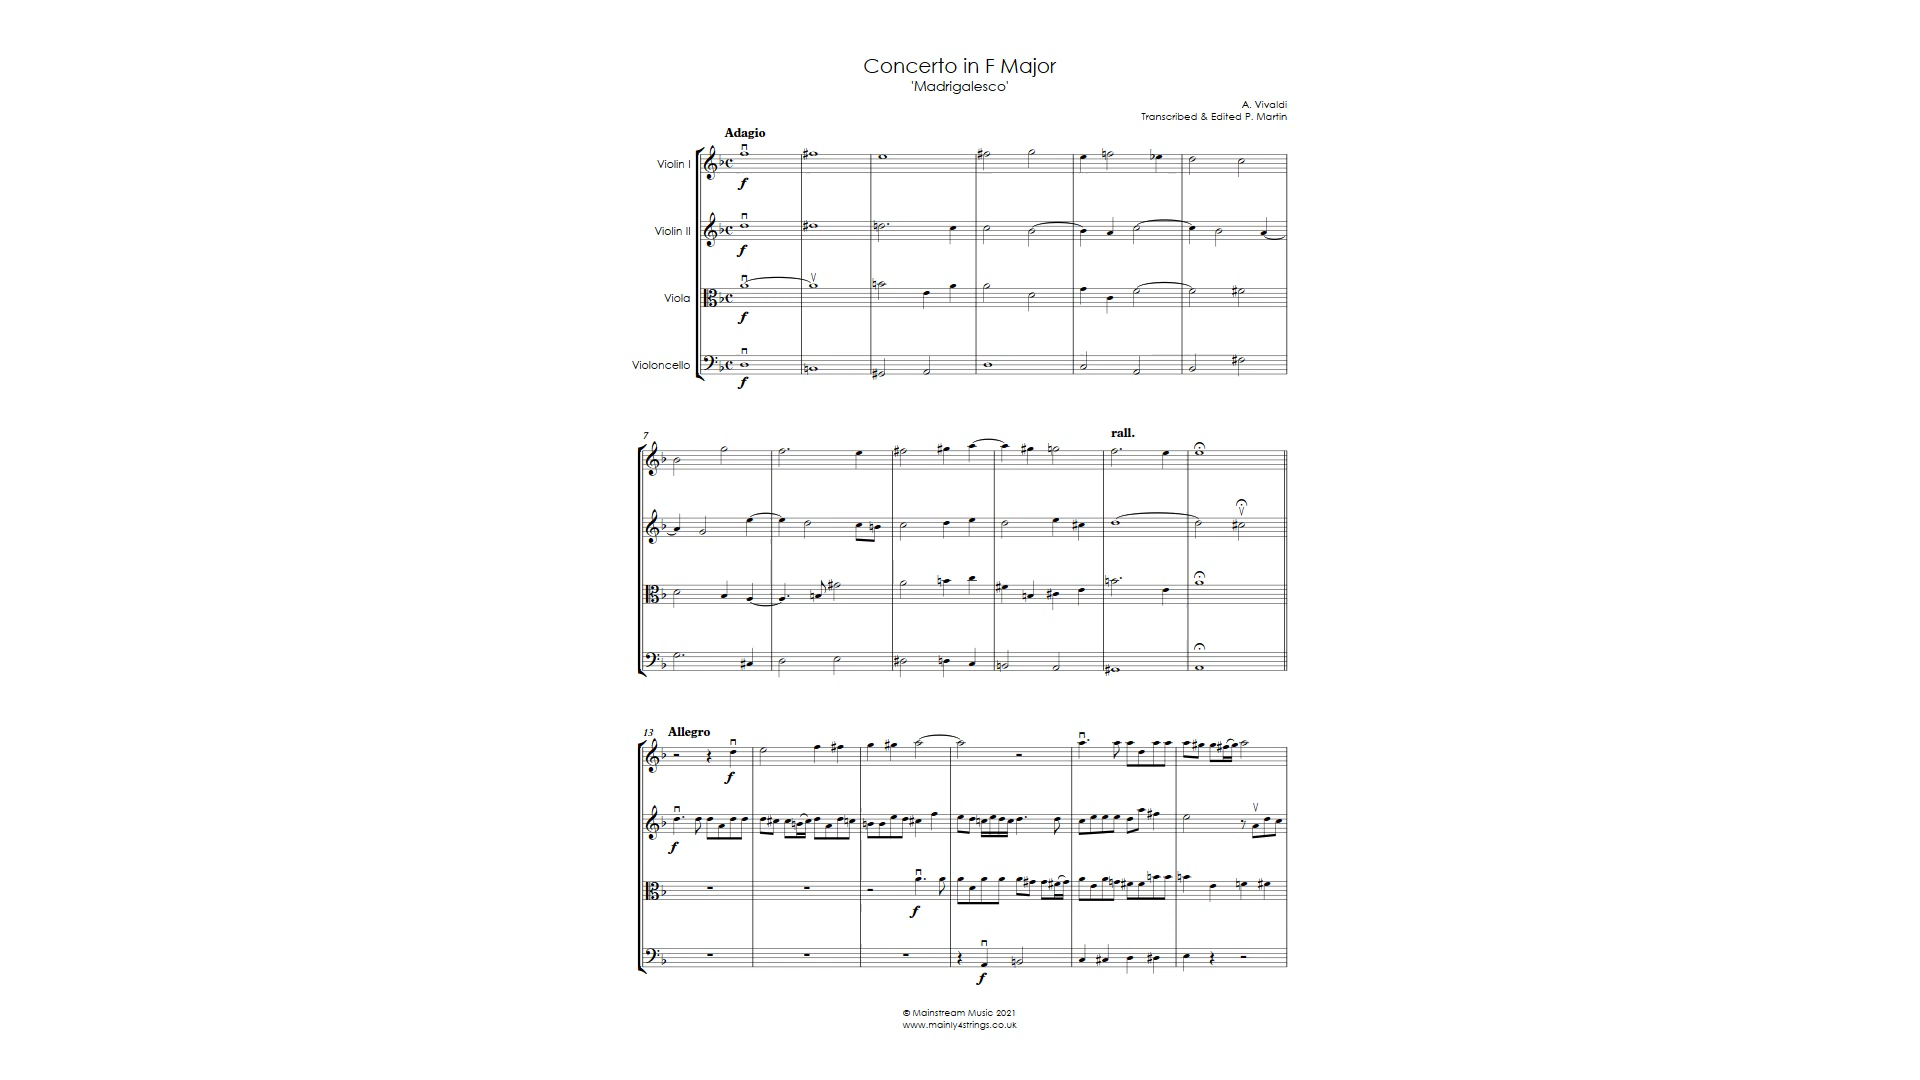 Concerto in F Major
'Madrigalesco'
A. Vivaldi
Transcribed & Edited P. Martin
Adagio
Violin I
f
Violin II
f
Viola
f
Violoncello
f
7
rall.
13 Allegro
f
f
f
f
© Mainstream Music 2021
www.mainly4strings.co.uk